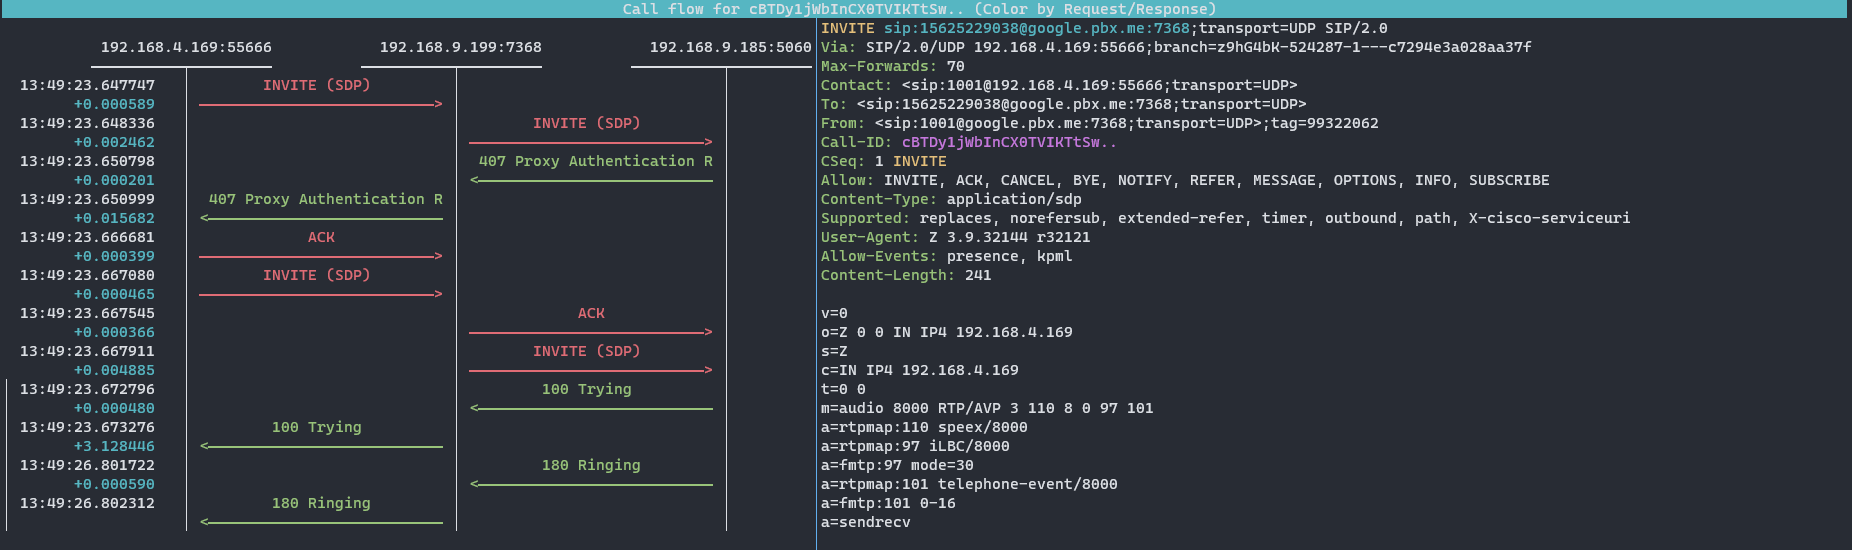 Call flow for cBTDy1jWbInCX0TVIKTtSw.. (Color by Request/Response)
192.168.4.169:55666 192.168.9.199:7368 192.168.9.185:5060
13:49:23.647747 INVITE (SDP)
+0.000589
13:49:23.648336 INVITE (SDP)
+0.002462
13:49:23.650798 407 Proxy Authentication R
+0.000201
13:49:23.650999 407 Proxy Authentication R
+0.015682
13:49:23.666681 ACK
+0.000399
13:49:23.667080 INVITE (SDP)
+0.000465
13:49:23.667545 ACK
+0.000366
13:49:23.667911 INVITE (SDP)
+0.004885
13:49:23.672796 100 Trying
+0.000480
13:49:23.673276 100 Trying
+3.128446
13:49:26.801722 180 Ringing
+0.000590
13:49:26.802312 180 Ringing
INVITE sip:15625229038@google.pbx.me:7368;transport=UDP SIP/2.0
Via: SIP/2.0/UDP 192.168.4.169:55666;branch=z9hG4bK-524287-1---c7294e3a028aa37f
Max-Forwards: 70
Contact: <sip:1001@192.168.4.169:55666;transport=UDP>
To: <sip:15625229038@google.pbx.me:7368;transport=UDP>
From: <sip:1001@google.pbx.me:7368;transport=UDP>;tag=99322062
Call-ID: cBTDy1jWbInCX0TVIKTtSw..
CSeq: 1 INVITE
Allow: INVITE, ACK, CANCEL, BYE, NOTIFY, REFER, MESSAGE, OPTIONS, INFO, SUBSCRIBE
Content-Type: application/sdp
Supported: replaces, norefersub, extended-refer, timer, outbound, path, X-cisco-serviceuri
User-Agent: Z 3.9.32144 r32121
Allow-Events: presence, kpml
Content-Length: 241
v=0
o=Z 0 0 IN IP4 192.168.4.169
s=Z
c=IN IP4 192.168.4.169
t=0 0
m=audio 8000 RTP/AVP 3 110 8 0 97 101
a=rtpmap:110 speex/8000
a=rtpmap:97 iLBC/8000
a=fmtp:97 mode=30
a=rtpmap:101 telephone-event/8000
a=fmtp:101 0-16
a=sendrecv